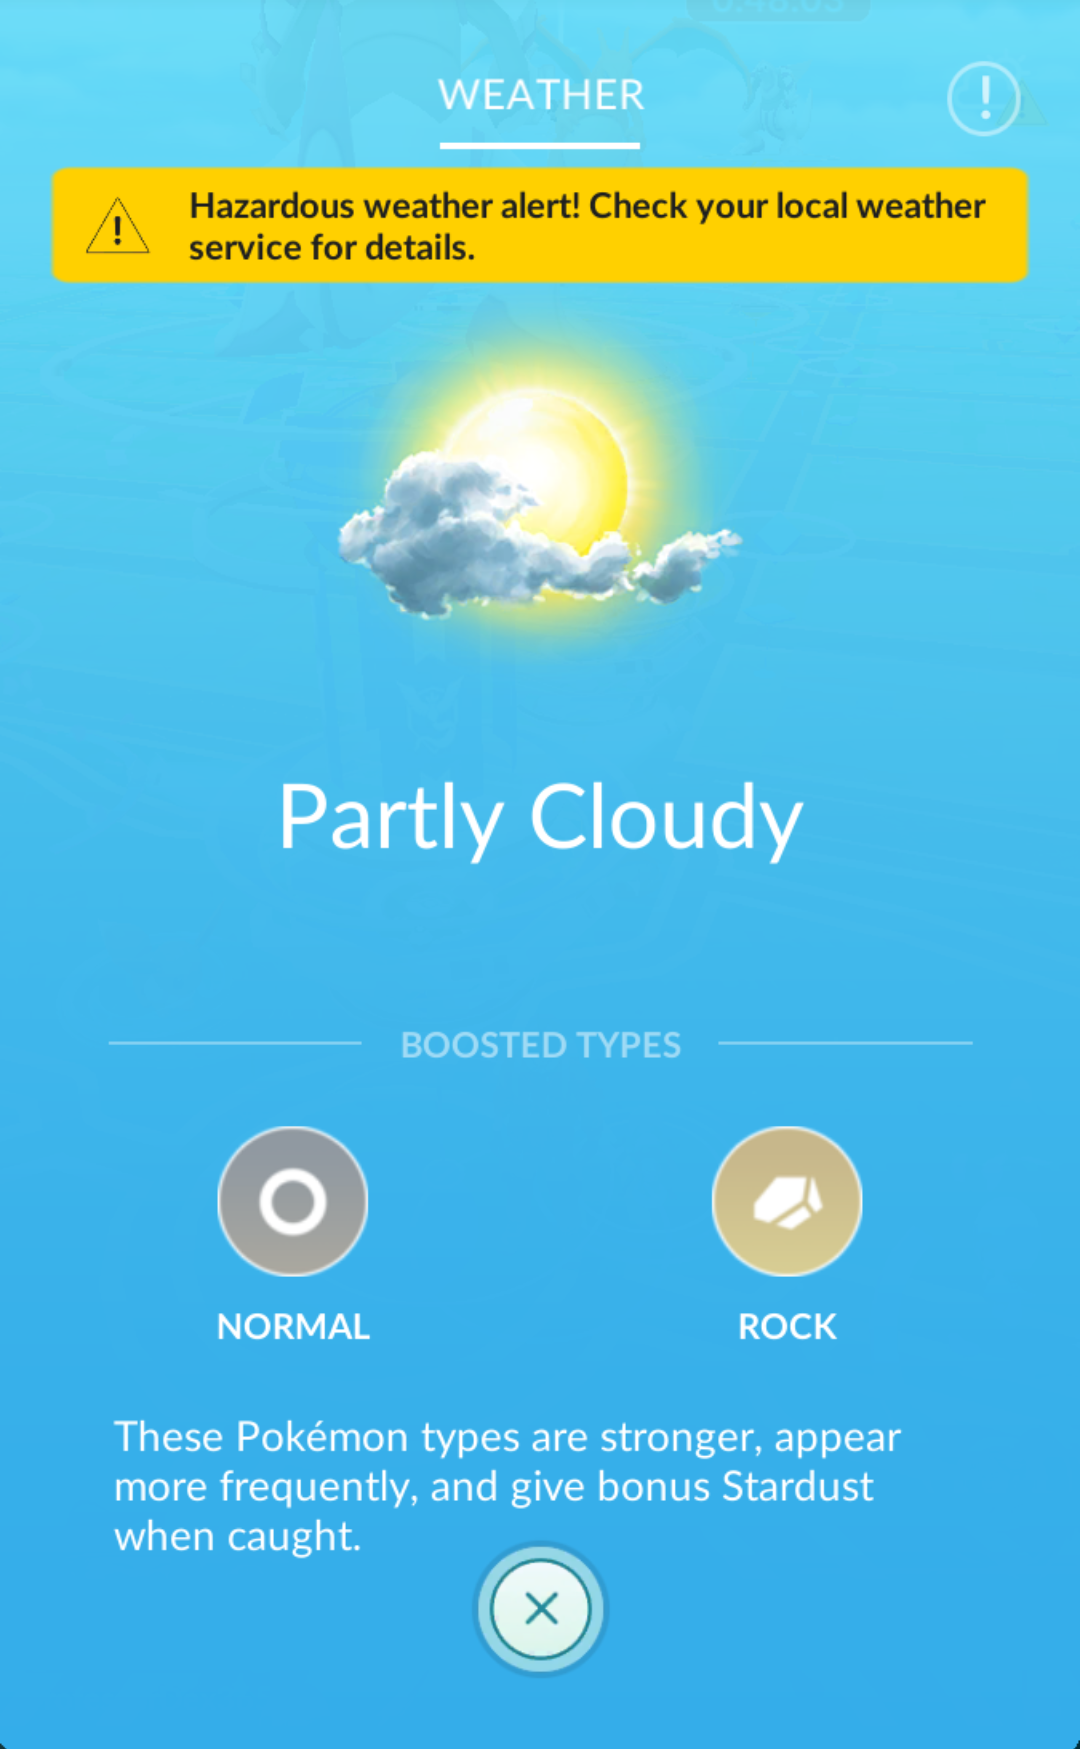 WEATHER
Hazardous weather alert! Check your local weather
service for details.
Partly Cloudy
BOOSTED TYPES
NORMAL
ROCK
These Pokémon types are stronger, appear
more frequently, and give bonus Stardust
when caught.